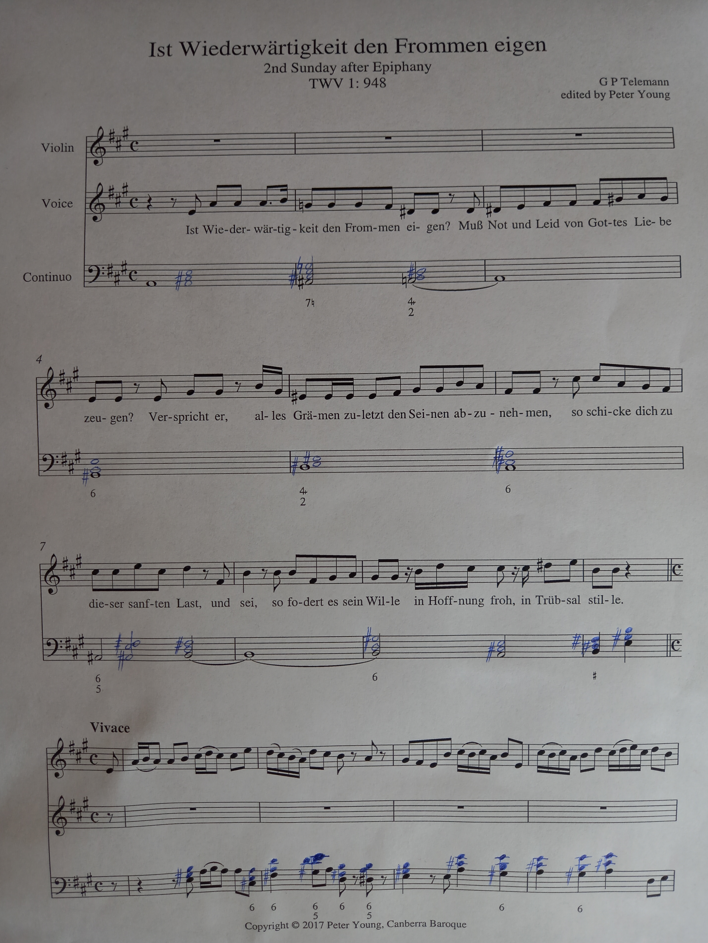 Ist Wiederwärtigkeit den Frommen eigen
2nd Sunday after Epiphany
TWV 1: 948
G P Telemann
edited by Peter Young
Violin
Voice
Ist Wie-der-wär-tig-keit den From-men ei-gen? Muß Not und Leid von Got-tes Lie-be
Continuo
7♮ 4+
2
4
zeu-gen? Ver-spricht er, al-les Grä-men zu-letzt den Sei-nen ab-zu-neh-men, so schi-cke dich zu
6 4+ 6
2
7
die-ser sanf-ten Last, und sei, so fo-dert es sein Wil-le in Hoff-nung froh, in Trüb-sal stil-le.
6 6 #
5
Vivace
6 6 6 6 6 6 6
5 5
Copyright © 2017 Peter Young, Canberra Baroque